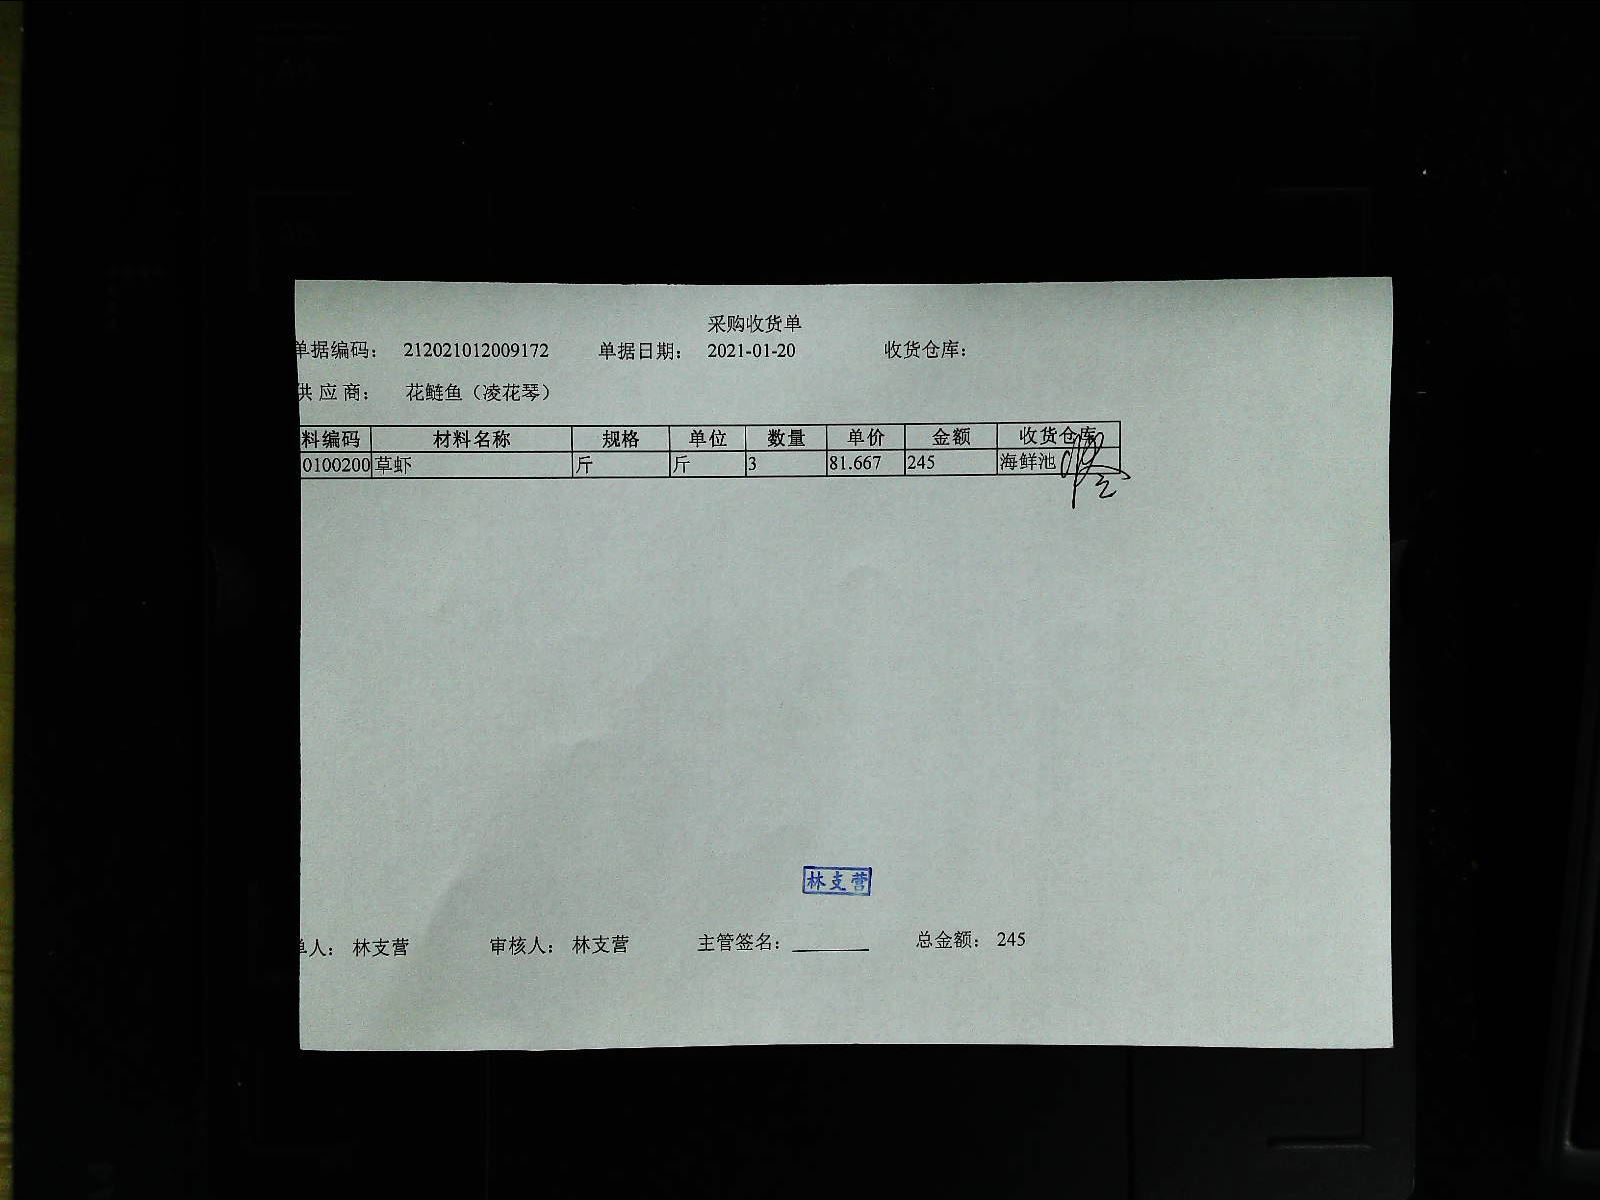 采购收货单
单据编码： 212021012009172 单据日期： 2021-01-20 收货仓库：
供应商： 花鲢鱼（凌花琴）
料编码 材料名称 规格 单位 数量 单价 金额 收货仓库
0100200 草虾 斤 斤 3 81.667 245 海鲜池
林支营
单人： 林支营 审核人： 林支营 主管签名： 总金额： 245